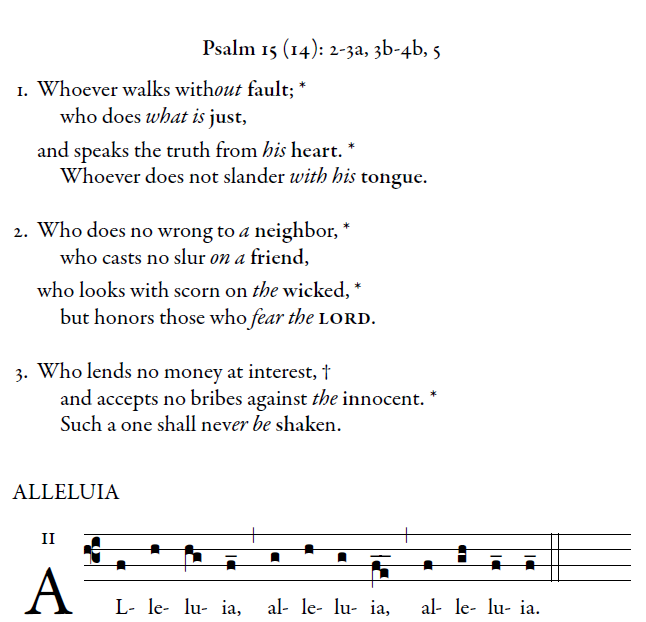 Psalm 15 (14): 2-3a, 3b-4b, 5
1. Whoever walks without fault; *
who does what is just,
and speaks the truth from his heart. *
Whoever does not slander with his tongue.
2. Who does no wrong to a neighbor, *
who casts no slur on a friend,
who looks with scorn on the wicked, *
but honors those who fear the LORD.
3. Who lends no money at interest, †
and accepts no bribes against the innocent. *
Such a one shall never be shaken.
ALLELUIA
II
AL- le- lu- ia, al- le- lu- ia, al- le- lu- ia.